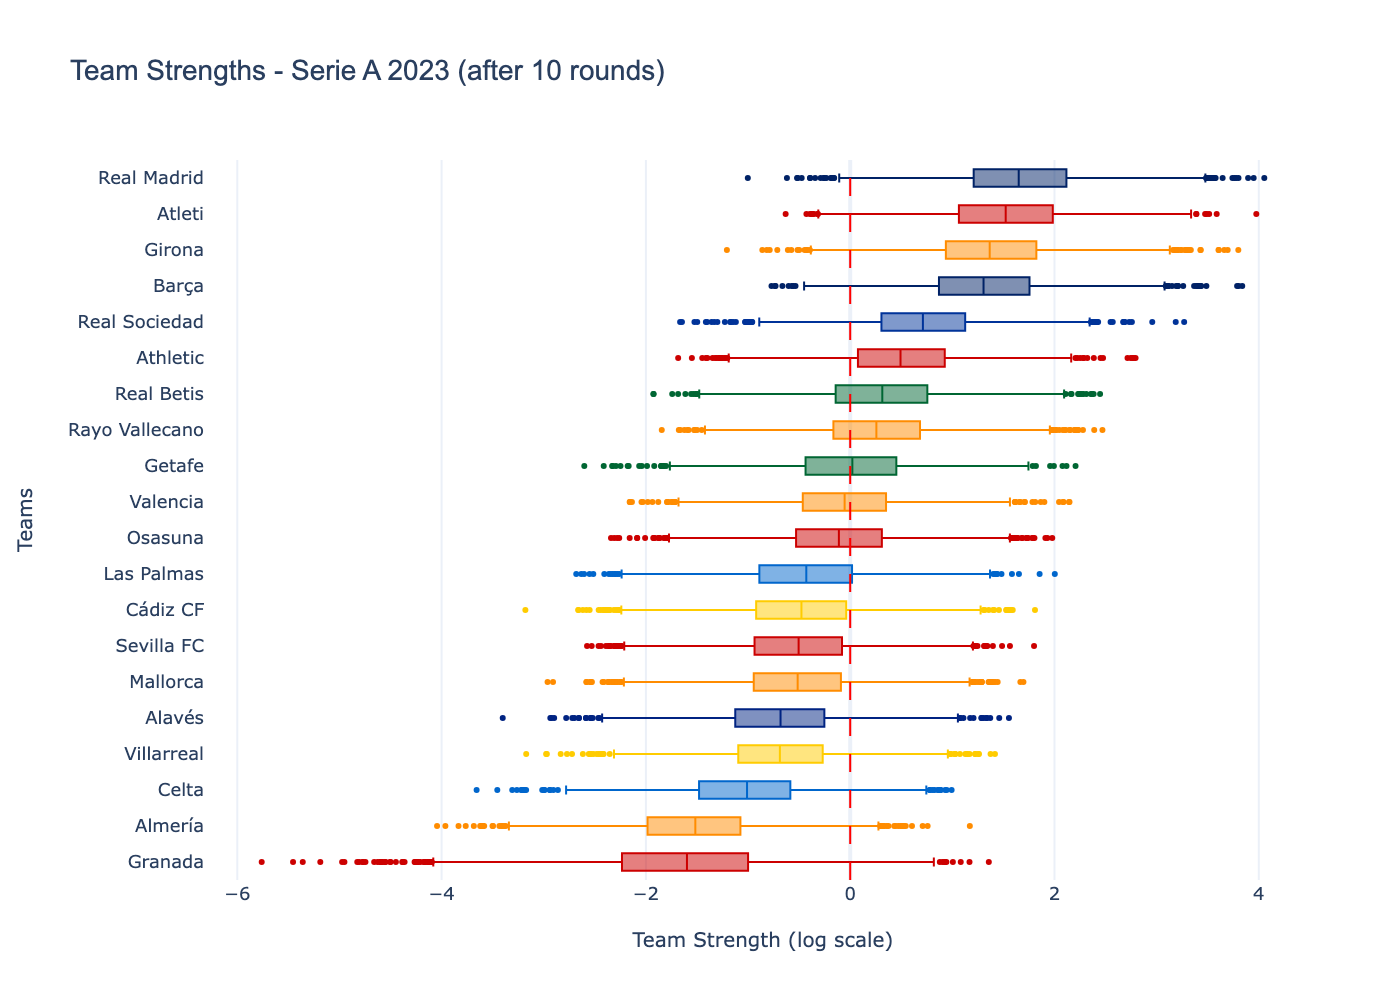 Team Strengths - Serie A 2023 (after 10 rounds)
Real Madrid
Atleti
Girona
Barça
Real Sociedad
Athletic
Real Betis
Rayo Vallecano
Getafe
Valencia
Osasuna
Las Palmas
Cádiz CF
Sevilla FC
Mallorca
Alavés
Villarreal
Celta
Almería
Granada
Teams
−6 −4 −2 0 2 4
Team Strength (log scale)